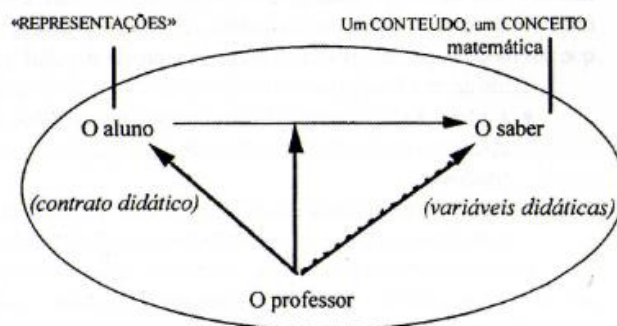 «REPRESENTAÇÕES»
Um CONTEÚDO, um CONCEITO
matemática
O aluno
O saber
(contrato didático)
(variáveis didáticas)
O professor